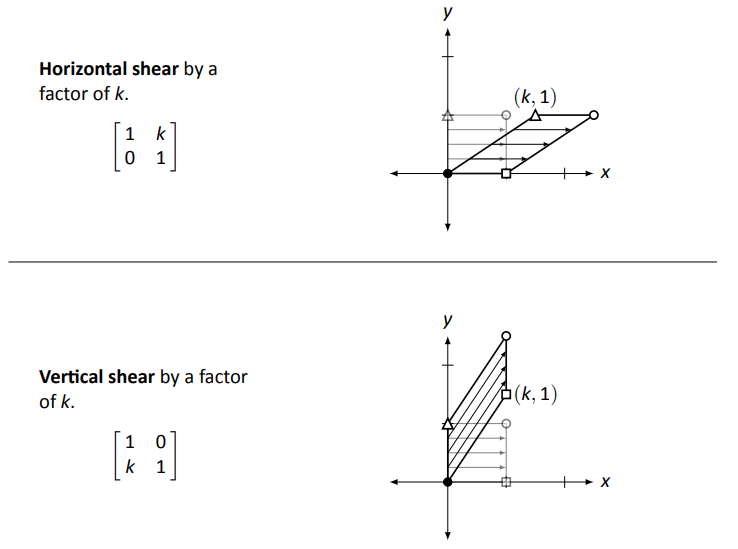 y
Horizontal shear by a
factor of k.
(k, 1)
[1 k]
[0 1]
x
y
Vertical shear by a factor
of k.
(k, 1)
[1 0]
[k 1]
x